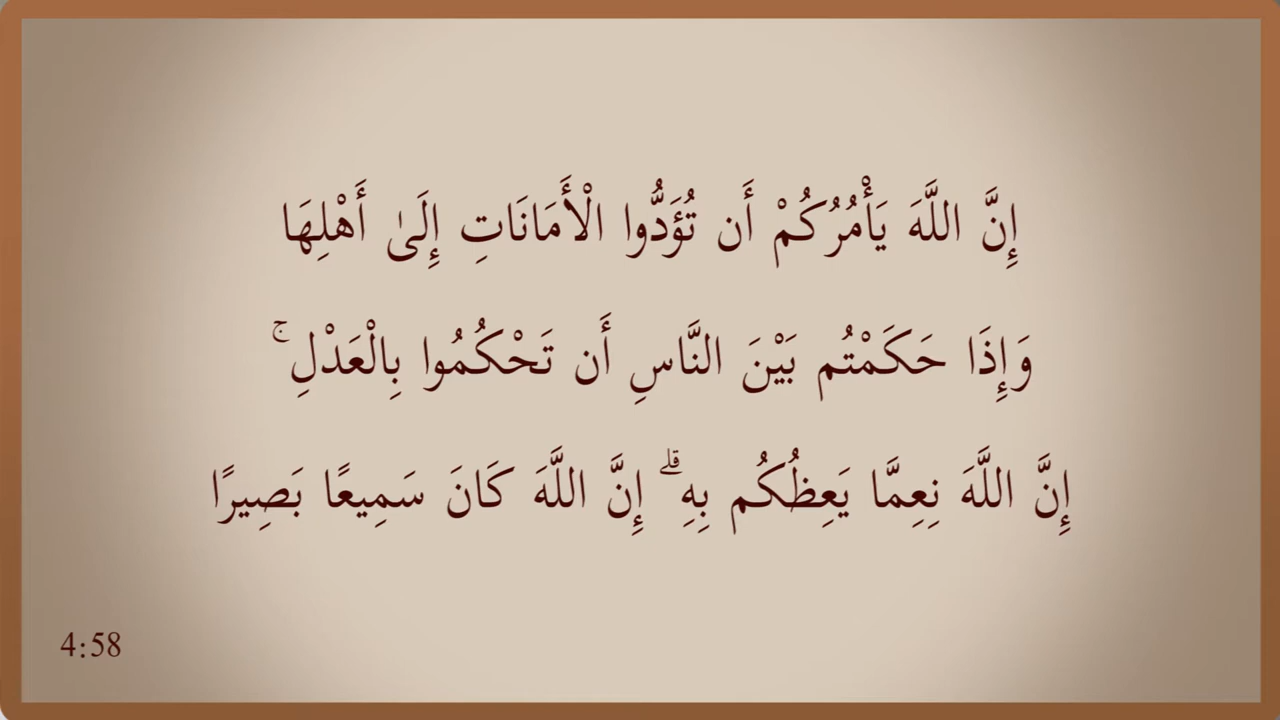 إِنَّ اللَّهَ يَأْمُرُكُمْ أَن تُؤَدُّوا الْأَمَانَاتِ إِلَىٰ أَهْلِهَا
وَإِذَا حَكَمْتُم بَيْنَ النَّاسِ أَن تَحْكُمُوا بِالْعَدْلِ ۚ
إِنَّ اللَّهَ نِعِمَّا يَعِظُكُم بِهِ ۗ إِنَّ اللَّهَ كَانَ سَمِيعًا بَصِيرًا
4:58